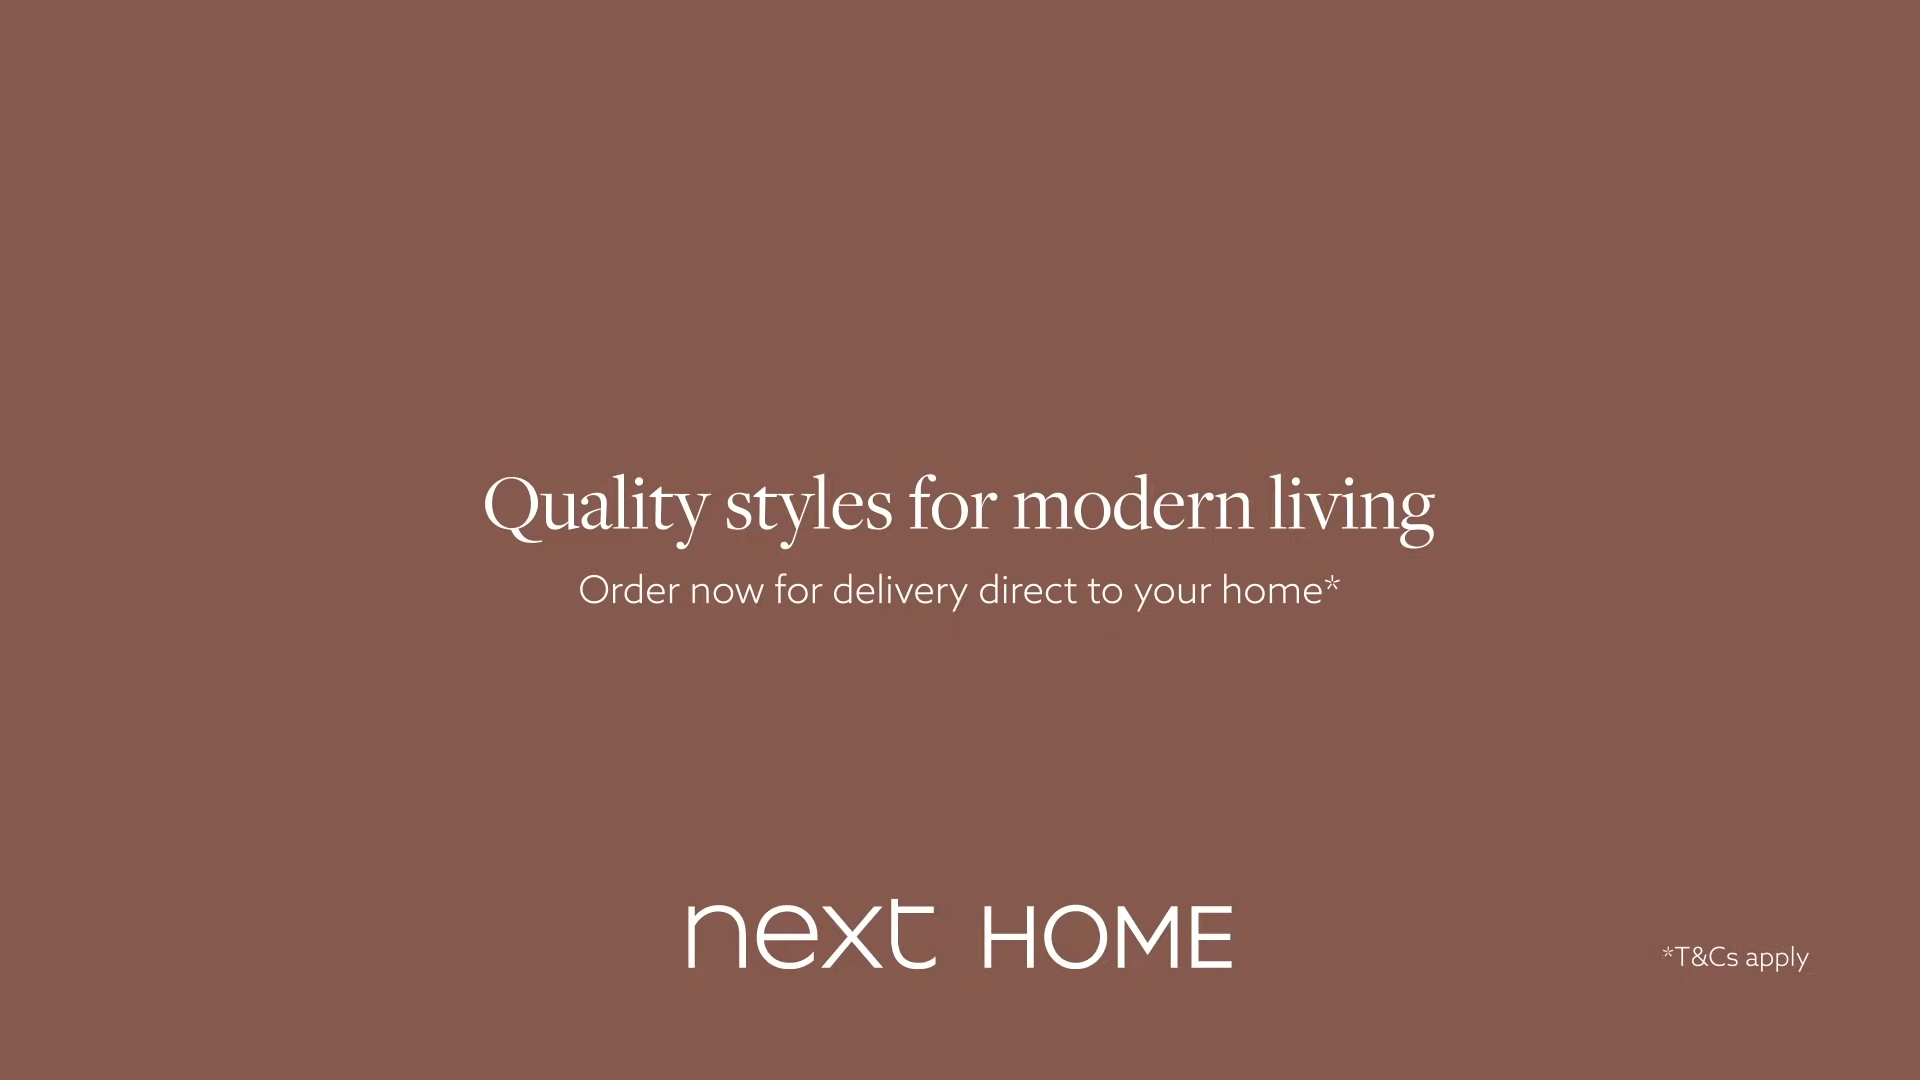 Quality styles for modern living
Order now for delivery direct to your home*
next HOME
*T&Cs apply